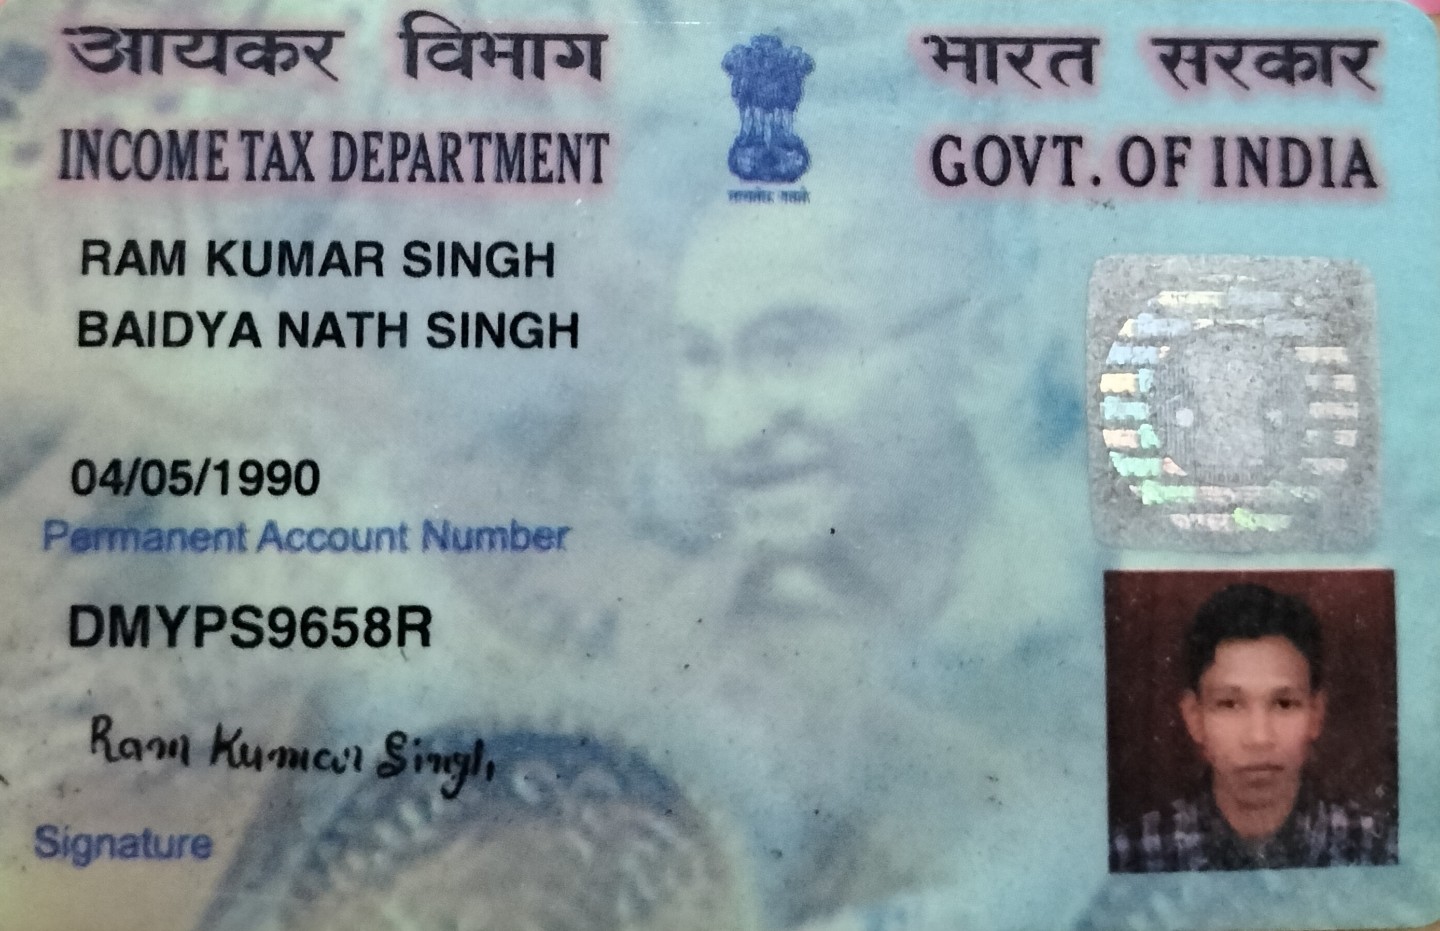 आयकर विभाग
INCOME TAX DEPARTMENT
भारत सरकार
GOVT. OF INDIA
RAM KUMAR SINGH
BAIDYA NATH SINGH
04/05/1990
Permanent Account Number
DMYPS9658R
Ram Kumar Singh
Signature